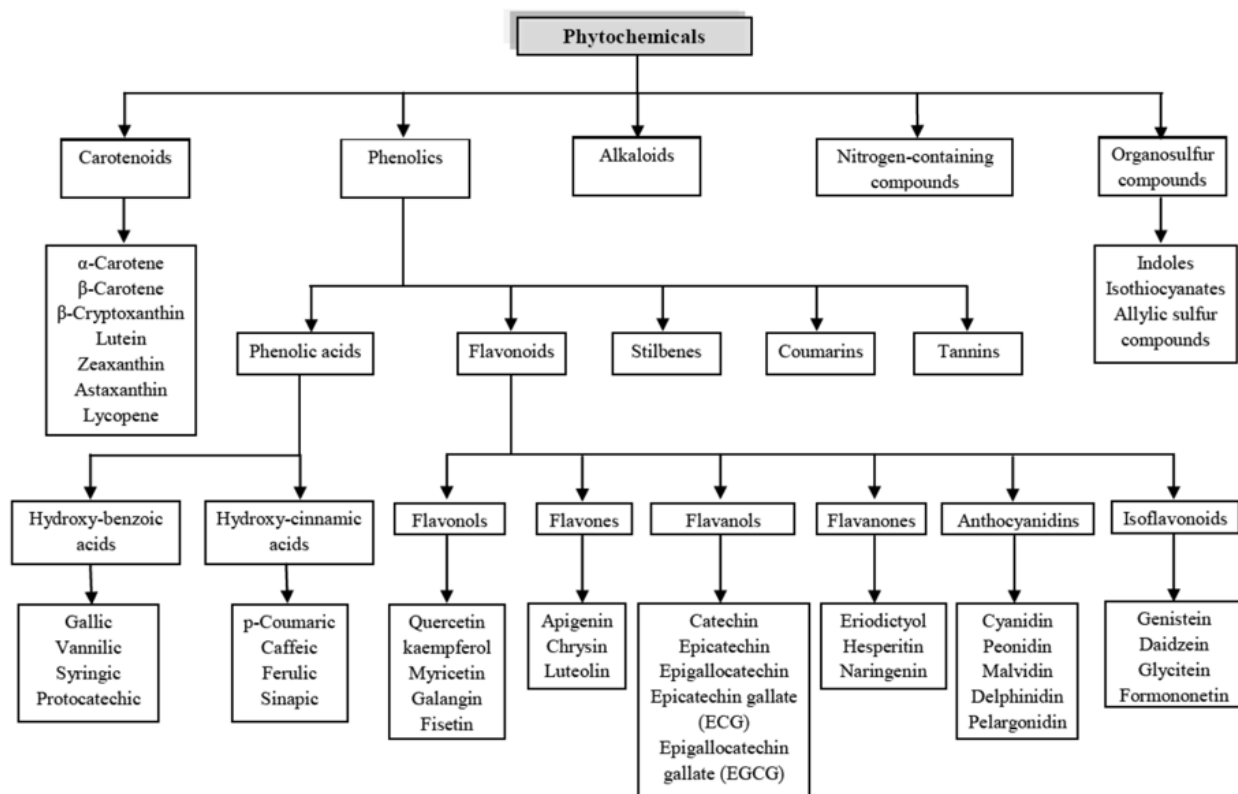 Phytochemicals
Carotenoids
Phenolics
Alkaloids
Nitrogen-containing
compounds
Organosulfur
compounds
α-Carotene
β-Carotene
β-Cryptoxanthin
Lutein
Zeaxanthin
Astaxanthin
Lycopene
Indoles
Isothiocyanates
Allylic sulfur
compounds
Phenolic acids
Flavonoids
Stilbenes
Coumarins
Tannins
Hydroxy-benzoic
acids
Hydroxy-cinnamic
acids
Flavonols
Flavones
Flavanols
Flavanones
Anthocyanidins
Isoflavonoids
Gallic
Vannilic
Syringic
Protocatechic
p-Coumaric
Caffeic
Ferulic
Sinapic
Quercetin
kaempferol
Myricetin
Galangin
Fisetin
Apigenin
Chrysin
Luteolin
Catechin
Epicatechin
Epigallocatechin
Epicatechin gallate
(ECG)
Epigallocatechin
gallate (EGCG)
Eriodictyol
Hesperitin
Naringenin
Cyanidin
Peonidin
Malvidin
Delphinidin
Pelargonidin
Genistein
Daidzein
Glycitein
Formononetin